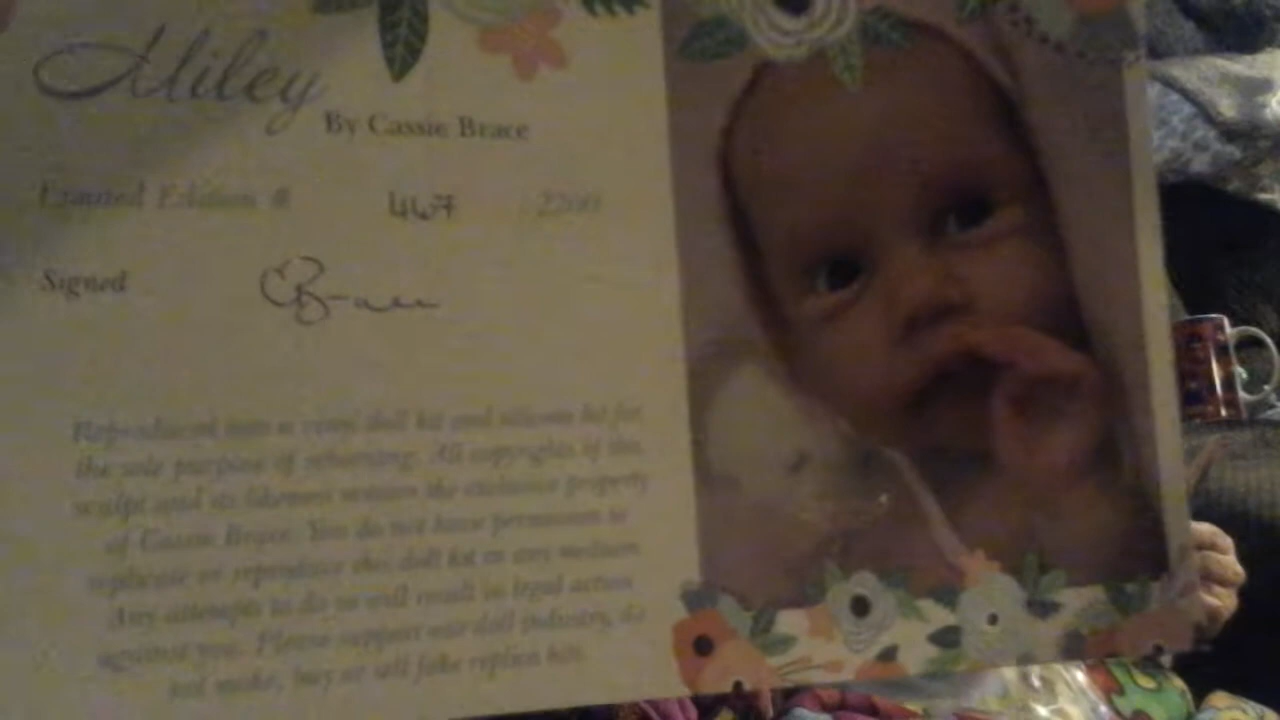 Miley
By Cassie Brace
Limited Edition # 467 / 2200
Signed CBrace
Reproduced into a vinyl doll kit and silicone kit for
the sole purpose of reborning. All copyrights of this
sculpt and its likeness remain the exclusive property
of Cassie Brace. You do not have permission to
replicate or reproduce this doll kit in any medium.
Any attempts to do so will result in legal action
against you. Please support our doll industry, do
not make, buy or sell fake replica kits.